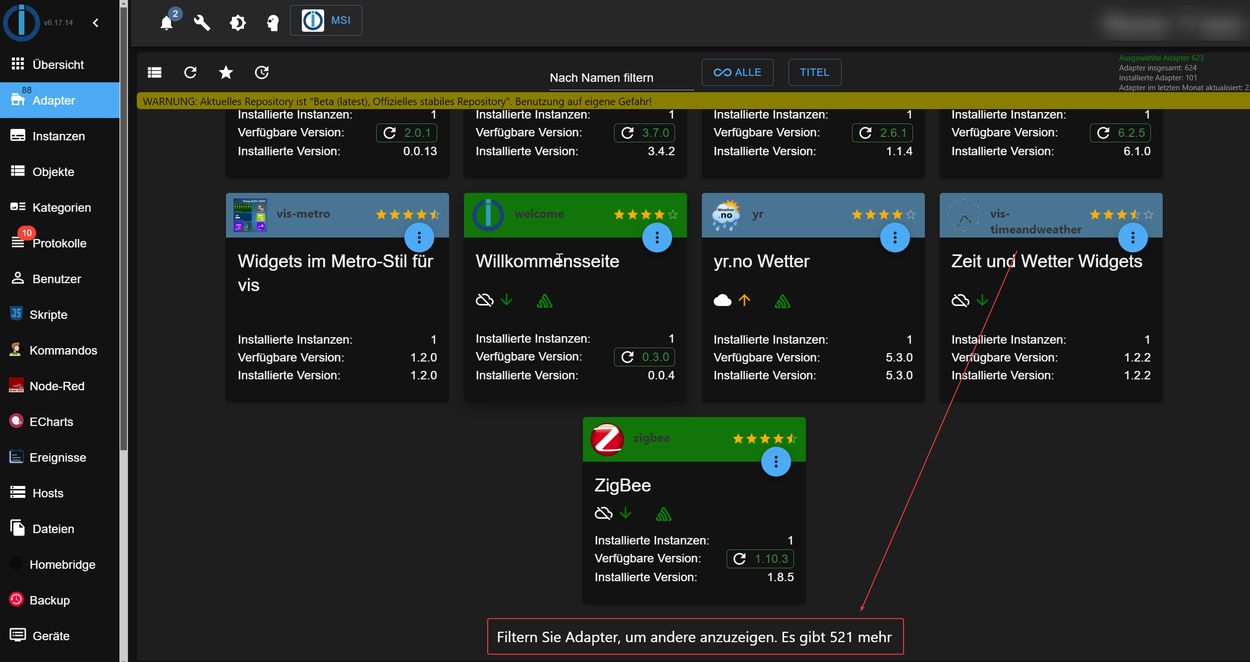 v6.17.14
2
MSI
Übersicht
88
Adapter
Instanzen
Objekte
Kategorien
10
Protokolle
Benutzer
JS
Skripte
Kommandos
Node-Red
ECharts
Ereignisse
Hosts
Dateien
Homebridge
Backup
Geräte
Nach Namen filtern
ALLE
TITEL
Ausgewählte Adapter 623
Adapter insgesamt: 624
Installierte Adapter: 101
Adapter im letzten Monat aktualisiert: 2
WARNUNG: Aktuelles Repository ist "Beta (latest), Offizielles stabiles Repository". Benutzung auf eigene Gefahr!
Installierte Instanzen: 1
Verfügbare Version: 2.0.1
Installierte Version: 0.0.13
Installierte Instanzen: 1
Verfügbare Version: 3.7.0
Installierte Version: 3.4.2
Installierte Instanzen: 1
Verfügbare Version: 2.6.1
Installierte Version: 1.1.4
Installierte Instanzen: 1
Verfügbare Version: 6.2.5
Installierte Version: 6.1.0
vis-metro
Widgets im Metro-Stil für
vis
Installierte Instanzen: 1
Verfügbare Version: 1.2.0
Installierte Version: 1.2.0
welcome
Willkommensseite
Installierte Instanzen: 1
Verfügbare Version: 0.3.0
Installierte Version: 0.0.4
.no
yr
yr.no Wetter
Installierte Instanzen: 1
Verfügbare Version: 5.3.0
Installierte Version: 5.3.0
vis-
timeandweather
Zeit und Wetter Widgets
Installierte Instanzen: 1
Verfügbare Version: 1.2.2
Installierte Version: 1.2.2
zigbee
ZigBee
Installierte Instanzen: 1
Verfügbare Version: 1.10.3
Installierte Version: 1.8.5
Filtern Sie Adapter, um andere anzuzeigen. Es gibt 521 mehr